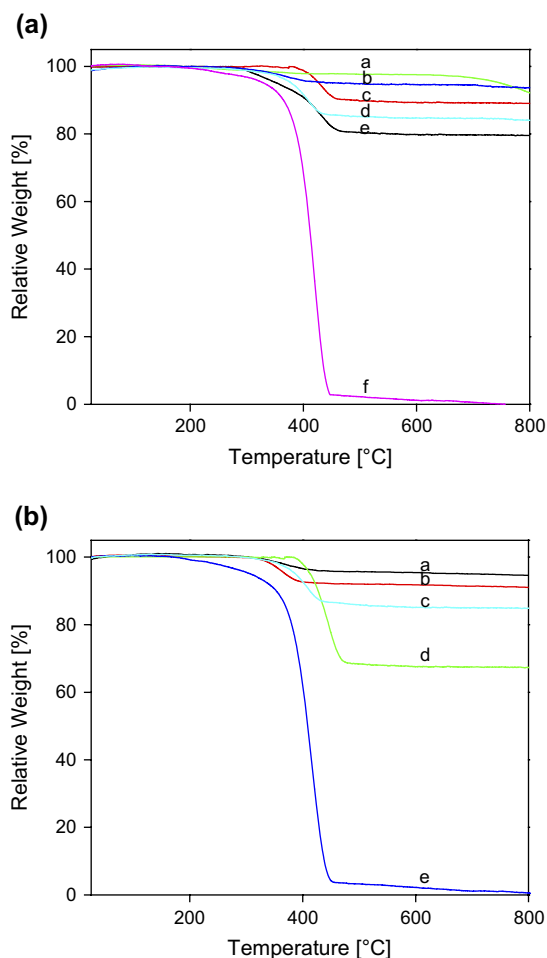 (a)
Relative Weight [%]
100
80
60
40
20
0
a
b
c
d
e
f
200
400
600
800
Temperature [°C]
(b)
Relative Weight [%]
100
80
60
40
20
0
a
b
c
d
e
200
400
600
800
Temperature [°C]